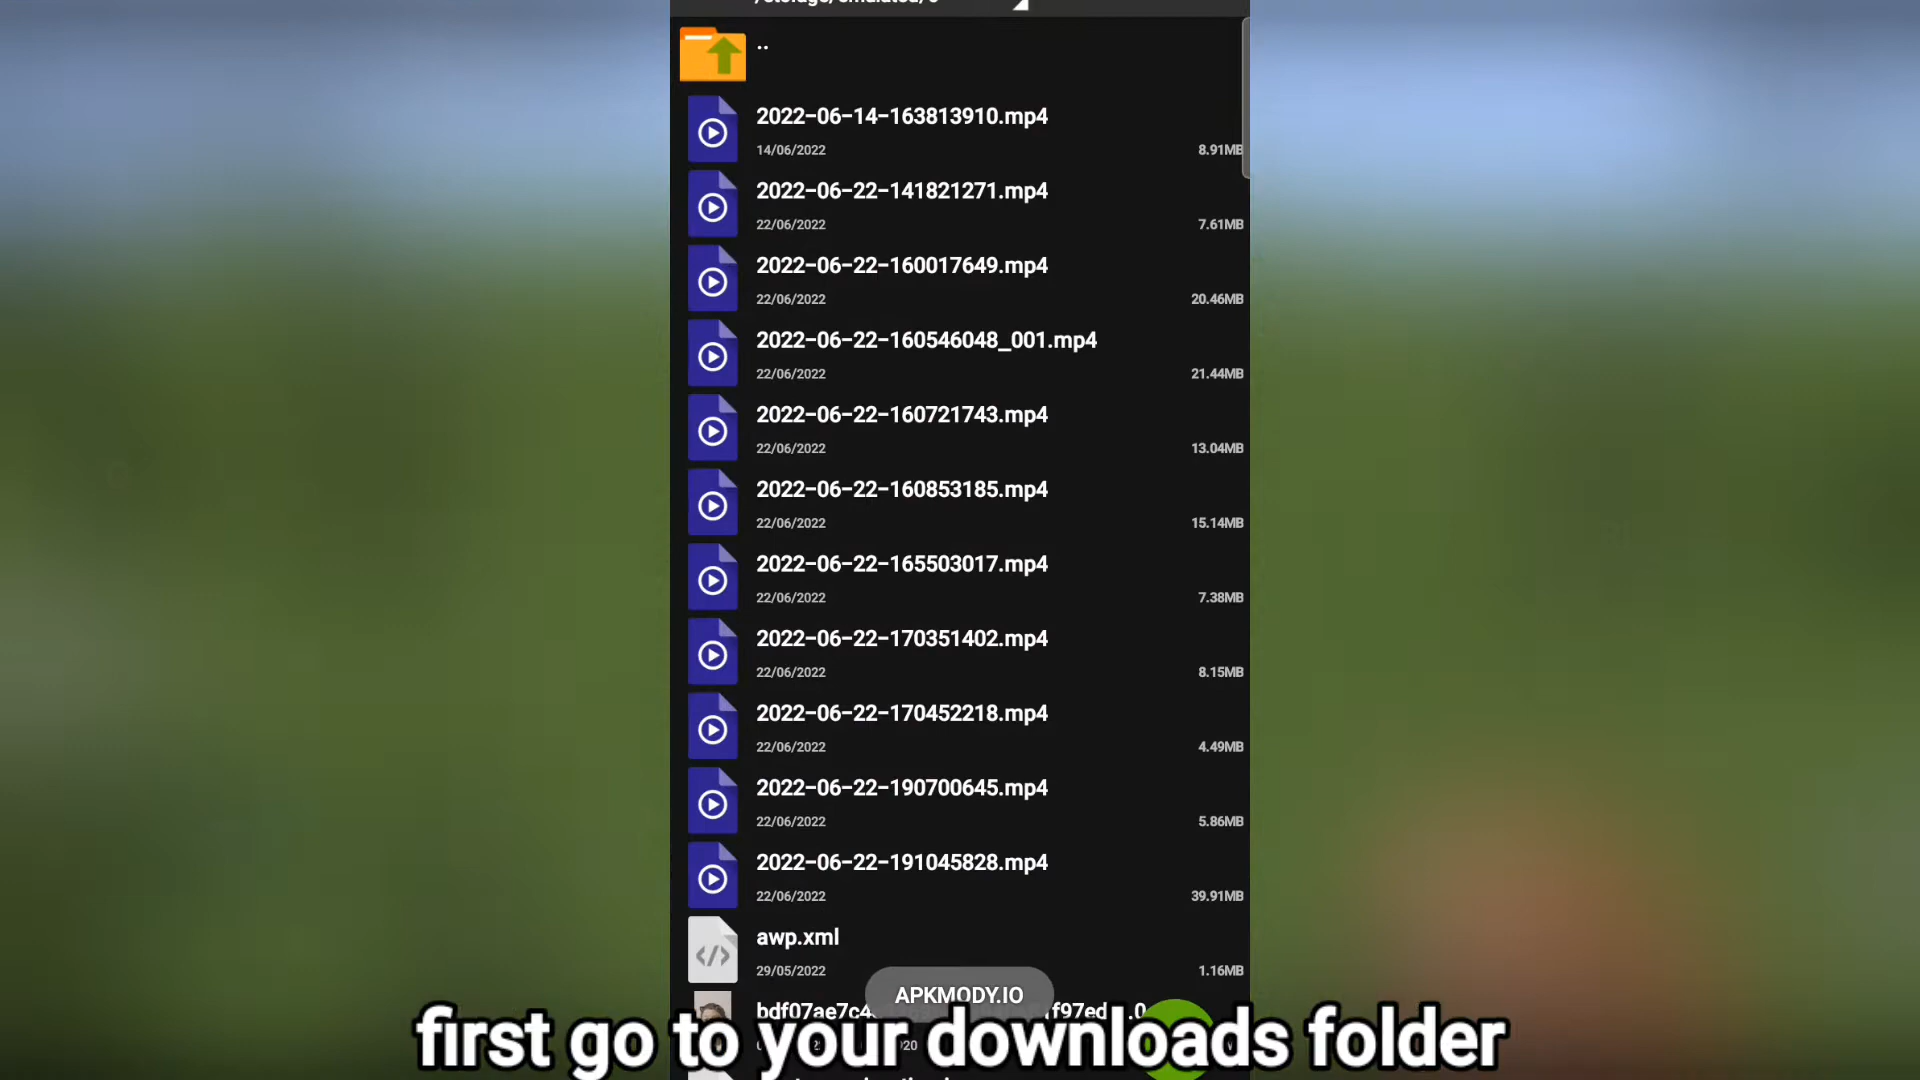 /storage/emulated/0
..
2022-06-14-163813910.mp4
14/06/2022 8.91MB
2022-06-22-141821271.mp4
22/06/2022 7.61MB
2022-06-22-160017649.mp4
22/06/2022 20.46MB
2022-06-22-160546048_001.mp4
22/06/2022 21.44MB
2022-06-22-160721743.mp4
22/06/2022 13.04MB
2022-06-22-160853185.mp4
22/06/2022 15.14MB
2022-06-22-165503017.mp4
22/06/2022 7.38MB
2022-06-22-170351402.mp4
22/06/2022 8.15MB
2022-06-22-170452218.mp4
22/06/2022 4.49MB
2022-06-22-190700645.mp4
22/06/2022 5.86MB
2022-06-22-191045828.mp4
22/06/2022 39.91MB
awp.xml
29/05/2022 1.16MB
APKMODY.IO
first go to your downloads folder